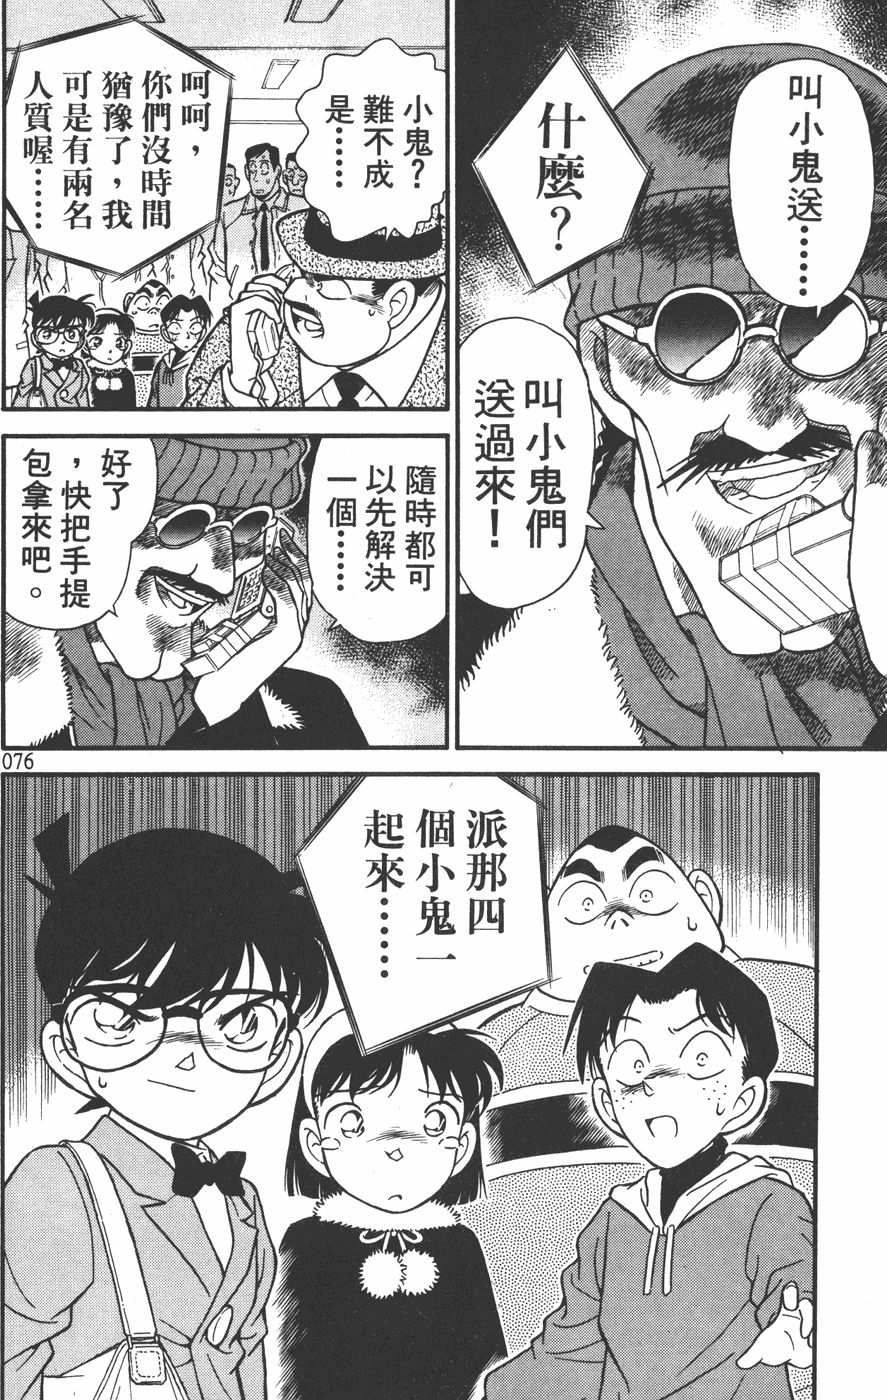 叫小鬼送⋯⋯
什麼?
叫小鬼們
送過來!
小鬼?
難不成
是⋯⋯
呵呵,
你們沒時間
猶豫了,我
可是有兩名
人質喔⋯⋯
隨時都可
以先解決
一個⋯⋯
好了
,快把手提
包拿來吧。
076
派那四
個小鬼一
起來⋯⋯